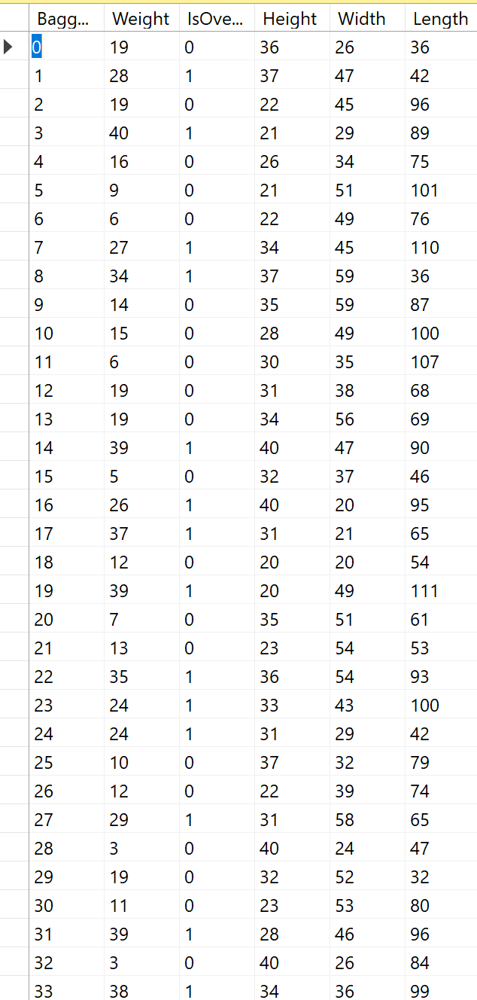 Bagg... Weight IsOve... Height Width Length
0 19 0 36 26 36
1 28 1 37 47 42
2 19 0 22 45 96
3 40 1 21 29 89
4 16 0 26 34 75
5 9 0 21 51 101
6 6 0 22 49 76
7 27 1 34 45 110
8 34 1 37 59 36
9 14 0 35 59 87
10 15 0 28 49 100
11 6 0 30 35 107
12 19 0 31 38 68
13 19 0 34 56 69
14 39 1 40 47 90
15 5 0 32 37 46
16 26 1 40 20 95
17 37 1 31 21 65
18 12 0 20 20 54
19 39 1 20 49 111
20 7 0 35 51 61
21 13 0 23 54 53
22 35 1 36 54 93
23 24 1 33 43 100
24 24 1 31 29 42
25 10 0 37 32 79
26 12 0 22 39 74
27 29 1 31 58 65
28 3 0 40 24 47
29 19 0 32 52 32
30 11 0 23 53 80
31 39 1 28 46 96
32 3 0 40 26 84
33 38 1 34 36 99